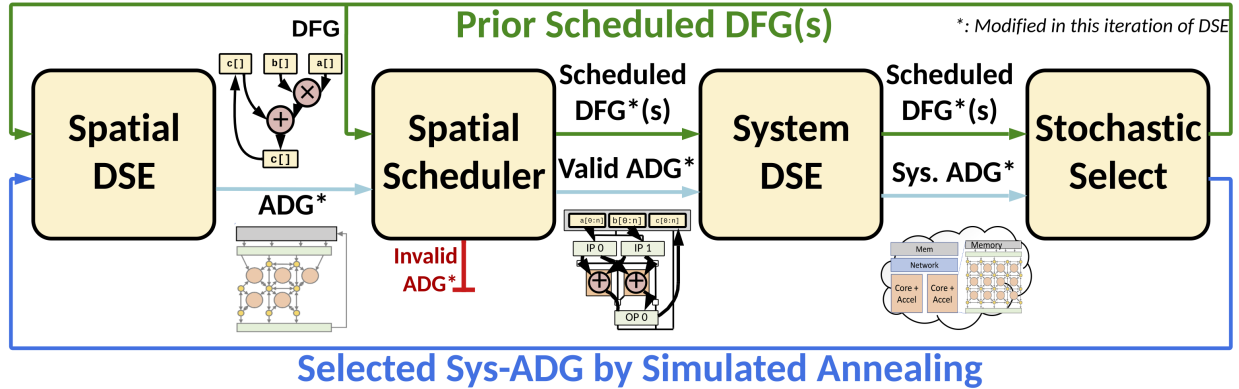 Prior Scheduled DFG(s)
*: Modified in this iteration of DSE
DFG
c[]
b[]
a[]
×
+
c[]
Spatial
DSE
ADG*
Spatial
Scheduler
Invalid
ADG*
Scheduled
DFG*(s)
Valid ADG*
a[0:n]
b[0:n]
c[0:n]
IP 0
IP 1
+
+
OP 0
System
DSE
Scheduled
DFG*(s)
Sys. ADG*
Mem
Memory
Network
Core +
Accel
Core +
Accel
Stochastic
Select
Selected Sys-ADG by Simulated Annealing